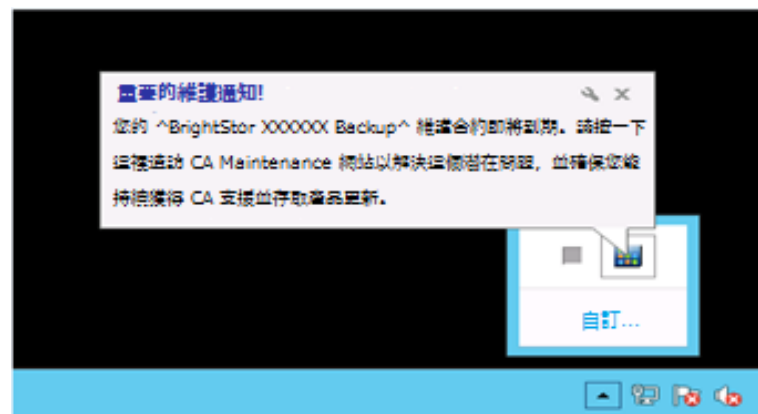 重要的維護通知!
您的 ^BrightStor XXXXXX Backup^ 維護合約即將到期。請按一下
這裡造訪 CA Maintenance 網站以解決這個潛在問題，並確保您能
持續獲得 CA 支援並存取產品更新。
自訂...